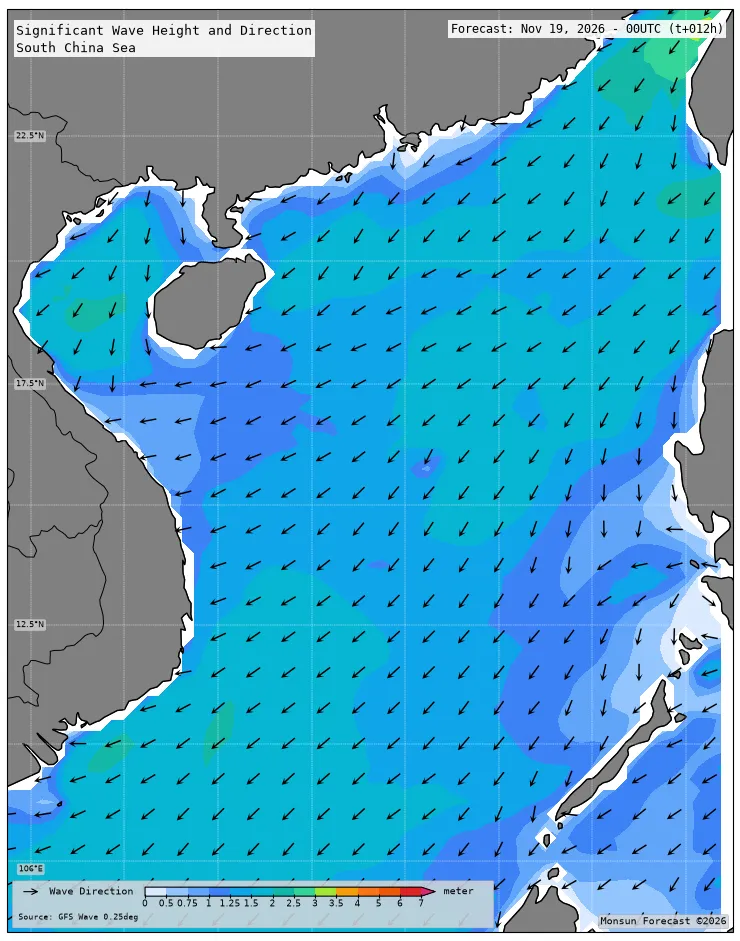 Significant Wave Height and Direction
South China Sea
Forecast: Nov 19, 2026 - 00UTC (t+012h)
22.5°N
17.5°N
12.5°N
106°E
Wave Direction
meter
0 0.5 0.75 1 1.25 1.5 2 2.5 3 3.5 4 5 6 7
Source: GFS Wave 0.25deg
Monsun Forecast ©2026